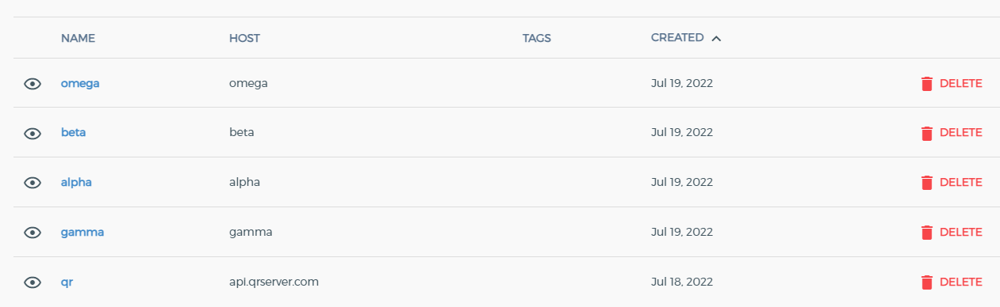 NAME HOST TAGS CREATED
omega omega Jul 19, 2022 DELETE
beta beta Jul 19, 2022 DELETE
alpha alpha Jul 19, 2022 DELETE
gamma gamma Jul 19, 2022 DELETE
qr api.qrserver.com Jul 18, 2022 DELETE